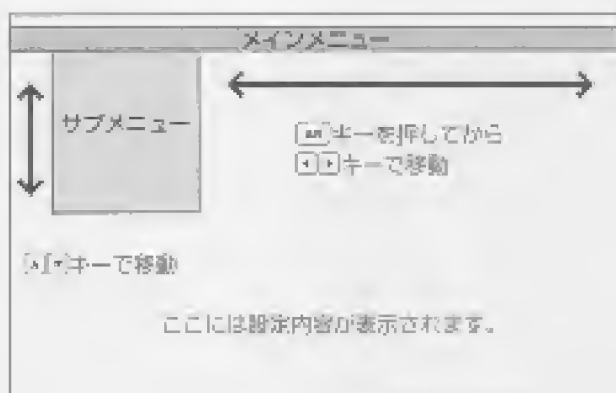 メインメニュー
サブメニュー
キーを押してから
キーで移動
キーで移動
ここには設定内容が表示されます。